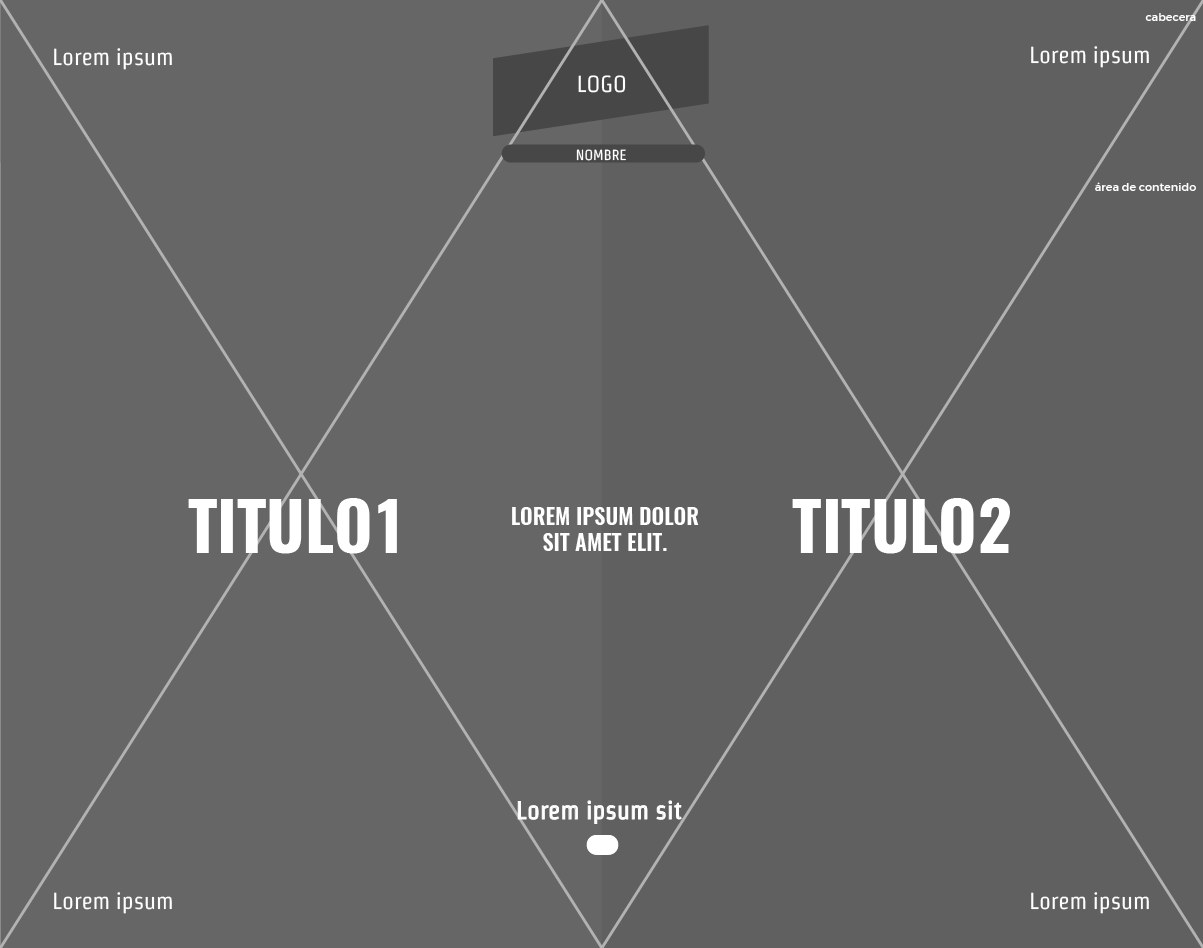 cabecera
Lorem ipsum
Lorem ipsum
LOGO
NOMBRE
área de contenido
TITULO1
LOREM IPSUM DOLOR
SIT AMET ELIT.
TITULO2
Lorem ipsum sit
Lorem ipsum
Lorem ipsum